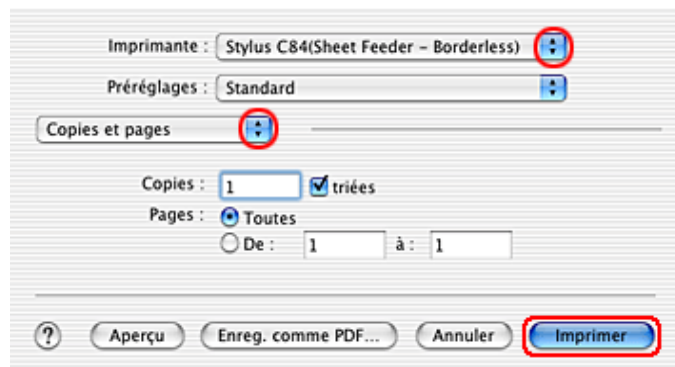 Imprimante : Stylus C84(Sheet Feeder – Borderless)
Préréglages : Standard
Copies et pages
Copies : 1 triées
Pages : Toutes
De : 1 à : 1
? Aperçu Enreg. comme PDF... Annuler Imprimer